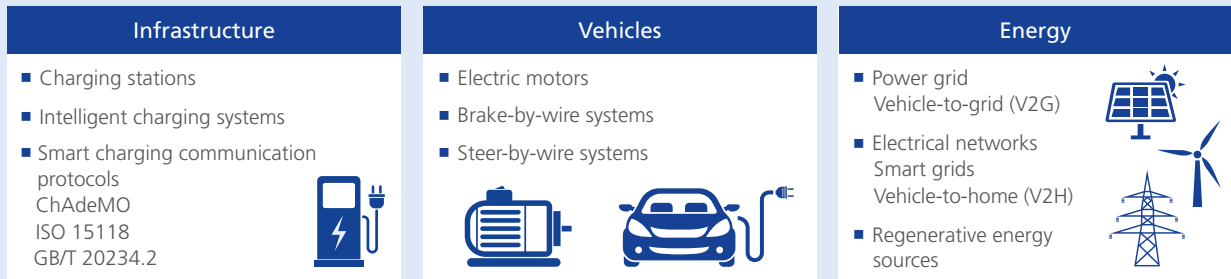 Infrastructure
■ Charging stations
■ Intelligent charging systems
■ Smart charging communication
protocols
ChAdeMO
ISO 15118
GB/T 20234.2
Vehicles
■ Electric motors
■ Brake-by-wire systems
■ Steer-by-wire systems
Energy
■ Power grid
Vehicle-to-grid (V2G)
■ Electrical networks
Smart grids
Vehicle-to-home (V2H)
■ Regenerative energy
sources